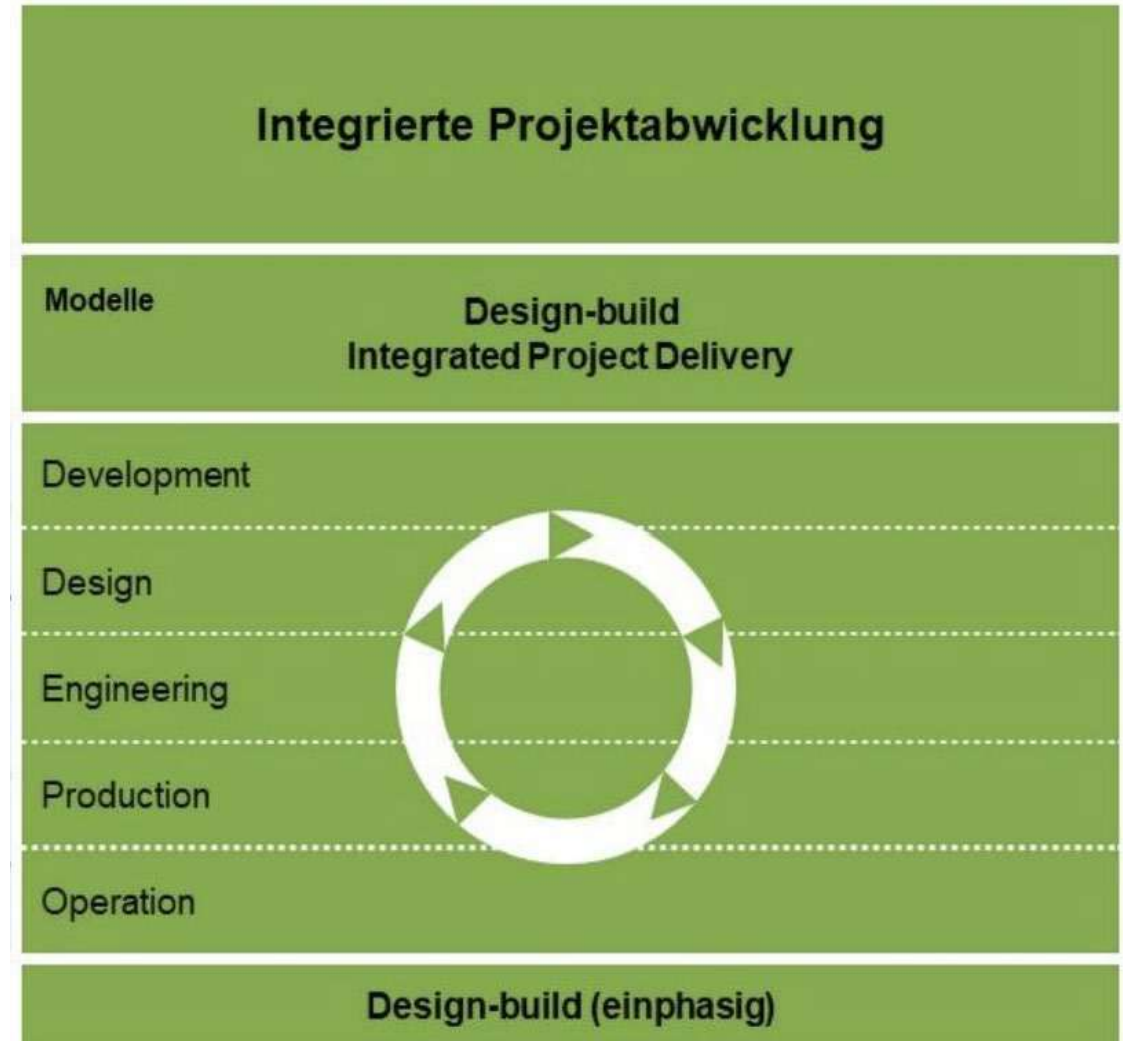 Integrierte Projektabwicklung
Modelle
Design-build
Integrated Project Delivery
Development
Design
Engineering
Production
Operation
Design-build (einphasig)